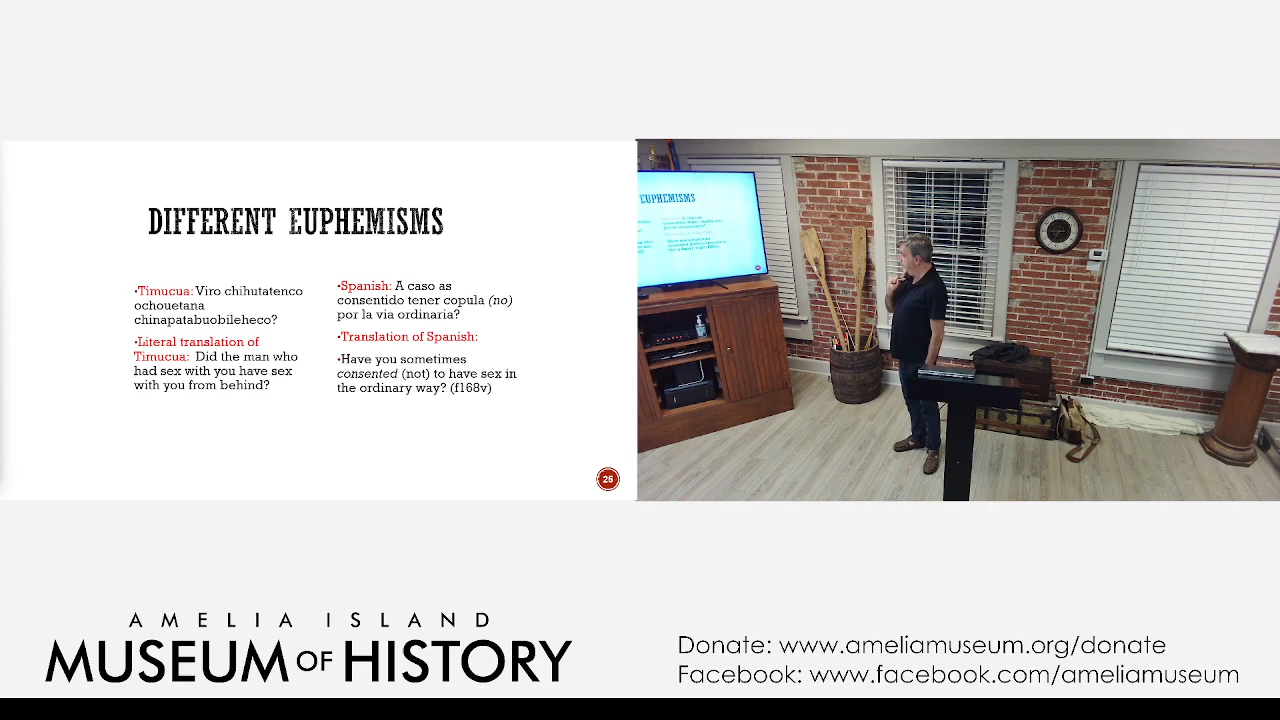 DIFFERENT EUPHEMISMS
•Timucua: Viro chihutatenco
ochouetana
chinapatabuobileheco?
•Literal translation of
Timucua: Did the man who
had sex with you have sex
with you from behind?
•Spanish: A caso as
consentido tener copula (no)
por la via ordinaria?
•Translation of Spanish:
•Have you sometimes
consented (not) to have sex in
the ordinary way? (f168v)
25
EUPHEMISMS
AMELIA ISLAND
MUSEUM OF HISTORY
Donate: www.ameliamuseum.org/donate
Facebook: www.facebook.com/ameliamuseum